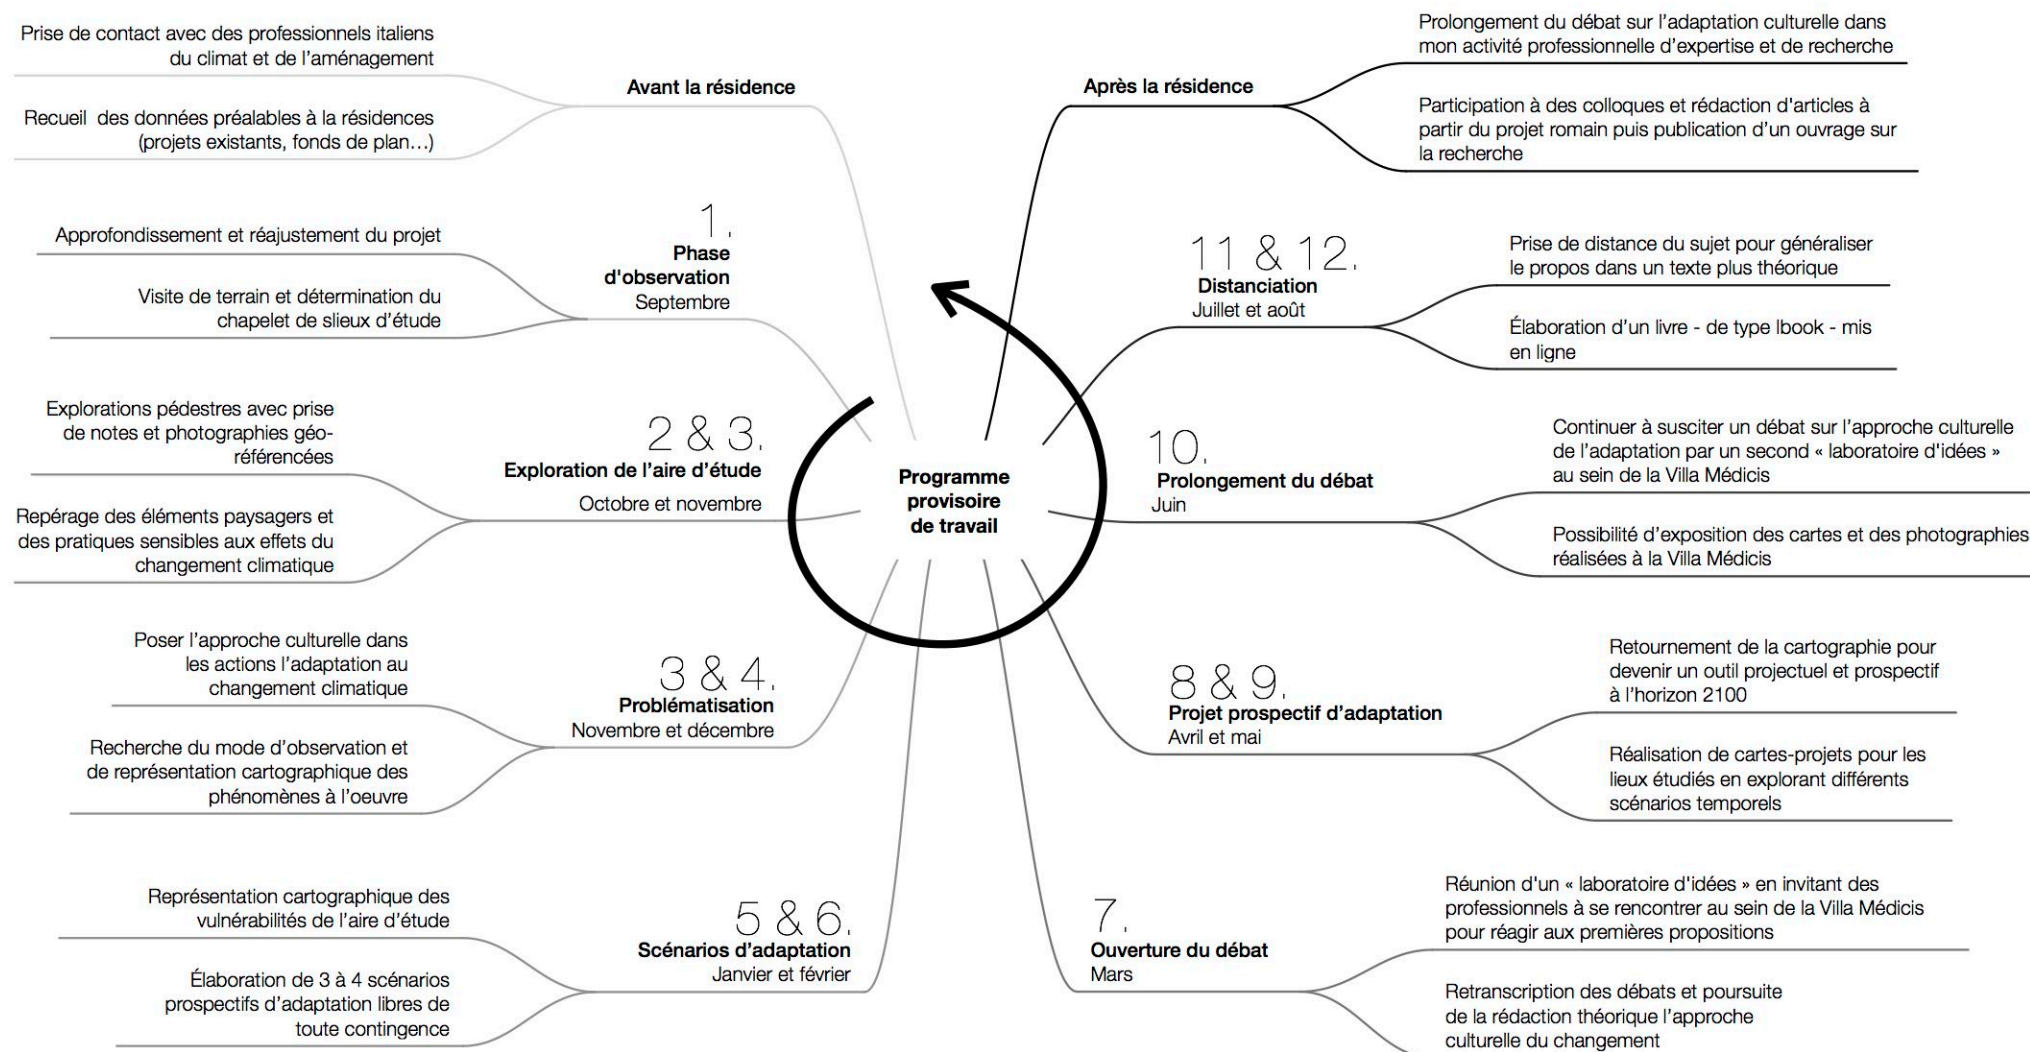 Prise de contact avec des professionnels italiens
du climat et de l’aménagement
Recueil  des données préalables à la résidences
(projets existants, fonds de plan…)
Avant la résidence
Approfondissement et réajustement du projet
Visite de terrain et détermination du
chapelet de slieux d’étude
1.
Phase
d'observation
Septembre
Explorations pédestres avec prise
de notes et photographies géo-
référencées
Repérage des éléments paysagers et
des pratiques sensibles aux effets du
changement climatique
2 & 3.
Exploration de l’aire d’étude
Octobre et novembre
Poser l’approche culturelle dans
les actions l’adaptation au
changement climatique
Recherche du mode d’observation et
de représentation cartographique des
phénomènes à l’oeuvre
3 & 4.
Problématisation
Novembre et décembre
Représentation cartographique des
vulnérabilités de l’aire d’étude
Élaboration de 3 à 4 scénarios
prospectifs d’adaptation libres de
toute contingence
5 & 6.
Scénarios d’adaptation
Janvier et février
Programme
provisoire
de travail
Après la résidence
Prolongement du débat sur l’adaptation culturelle dans
mon activité professionnelle d’expertise et de recherche
Participation à des colloques et rédaction d'articles à
partir du projet romain puis publication d’un ouvrage sur
la recherche
11 & 12.
Distanciation
Juillet et août
Prise de distance du sujet pour généraliser
le propos dans un texte plus théorique
Élaboration d’un livre - de type Ibook - mis
en ligne
10.
Prolongement du débat
Juin
Continuer à susciter un débat sur l’approche culturelle
de l’adaptation par un second « laboratoire d'idées »
au sein de la Villa Médicis
Possibilité d’exposition des cartes et des photographies
réalisées à la Villa Médicis
8 & 9.
Projet prospectif d’adaptation
Avril et mai
Retournement de la cartographie pour
devenir un outil projectuel et prospectif
à l’horizon 2100
Réalisation de cartes-projets pour les
lieux étudiés en explorant différents
scénarios temporels
7.
Ouverture du débat
Mars
Réunion d'un « laboratoire d'idées » en invitant des
professionnels à se rencontrer au sein de la Villa Médicis
pour réagir aux premières propositions
Retranscription des débats et poursuite
de la rédaction théorique l’approche
culturelle du changement